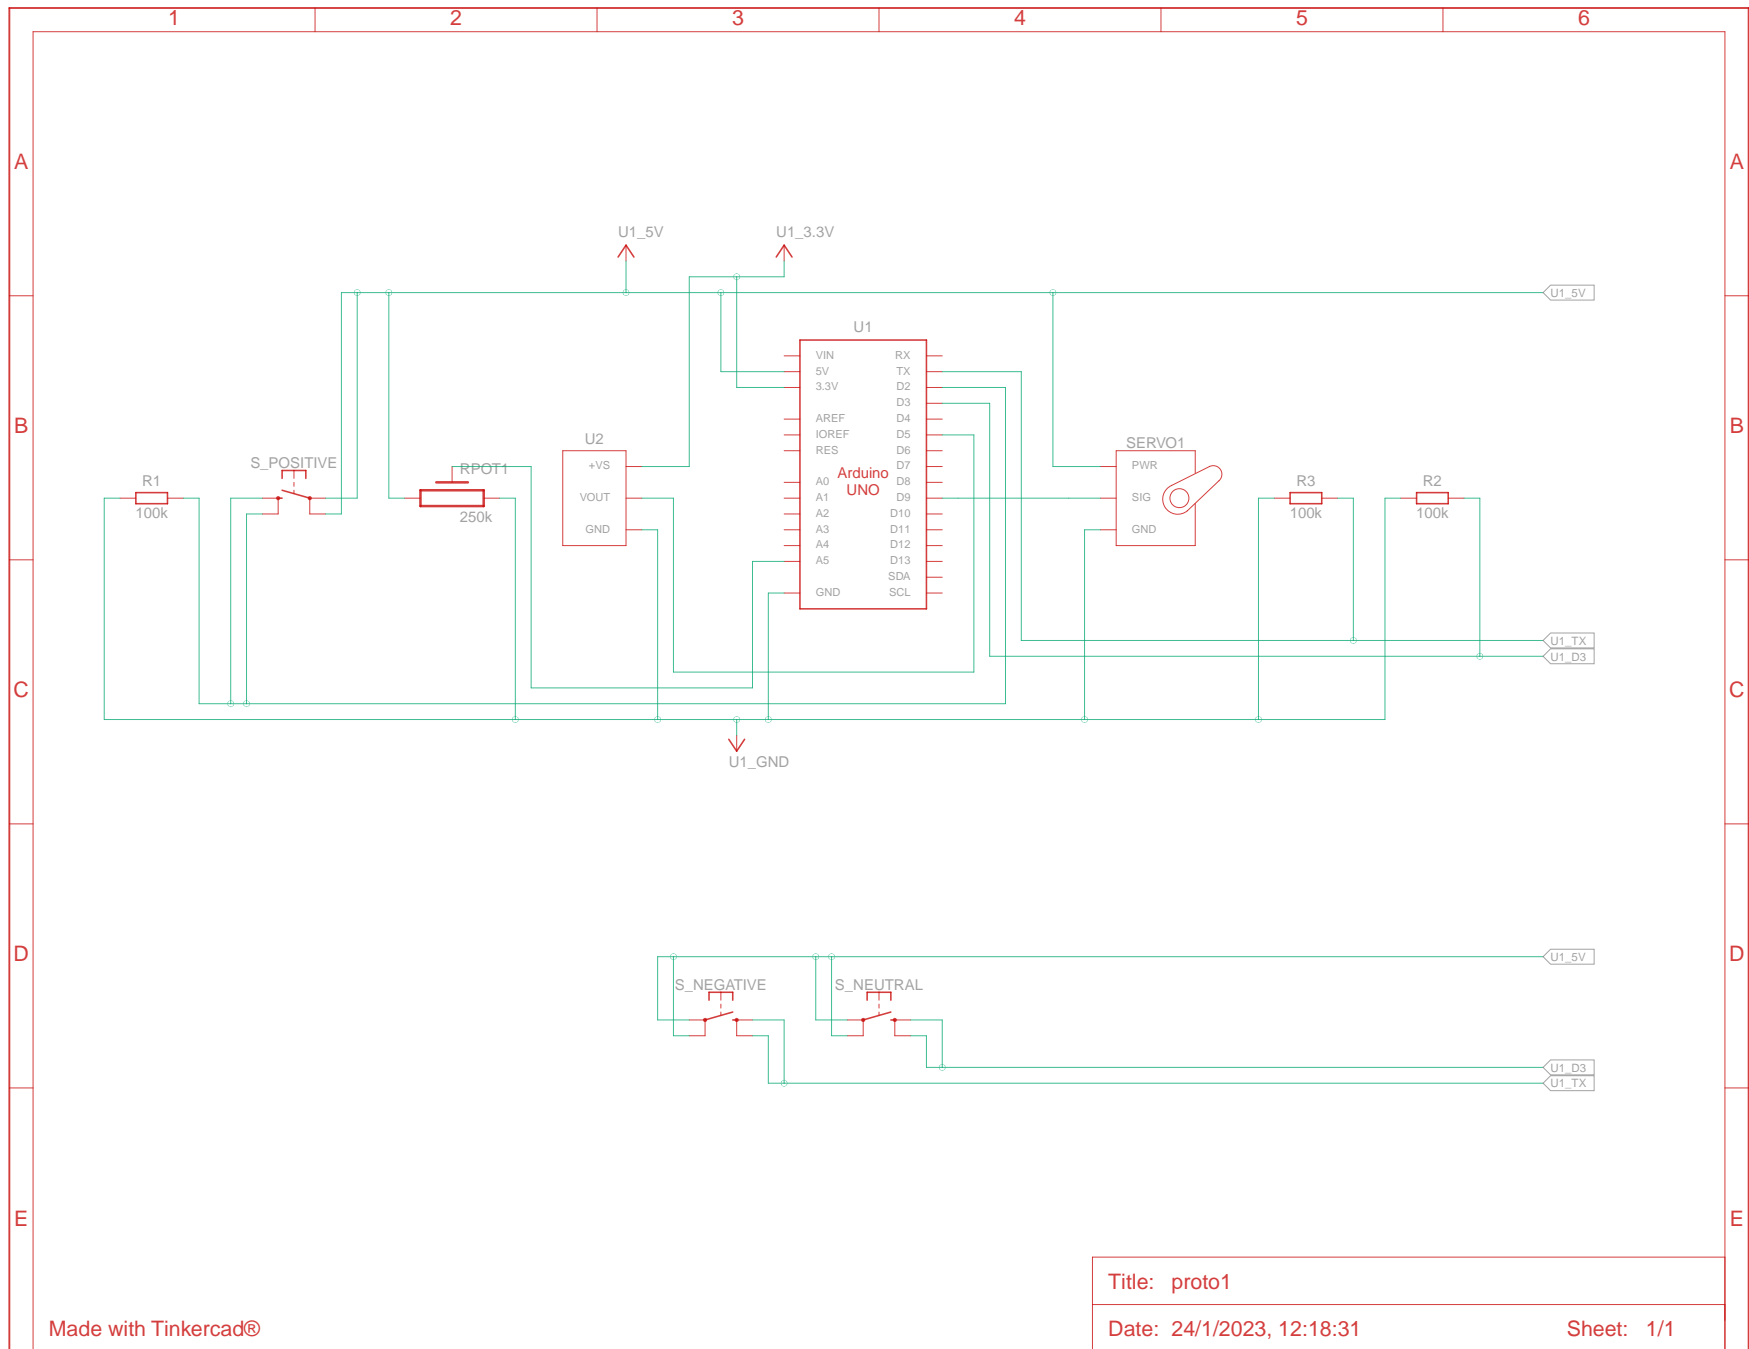 1 2 3 4 5 6
A A
U1_5V U1_3.3V
U1_5V
U1
VIN RX
5V TX
3.3V D2
D3
AREF D4
IOREF D5
RES D6
D7
A0 D8
A1 D9
A2 D10
A3 D11
A4 D12
A5 D13
SDA
GND SCL
Arduino
UNO
B B
U2
+VS
VOUT
GND
SERVO1
PWR
SIG
GND
S_POSITIVE
RPOT1
250k
R1
100k
R3
100k
R2
100k
U1_TX
U1_D3
C C
U1_GND
D D
U1_5V
S_NEGATIVE S_NEUTRAL
U1_D3
U1_TX
E E
Title: proto1
Made with Tinkercad®
Date: 24/1/2023, 12:18:31 Sheet: 1/1